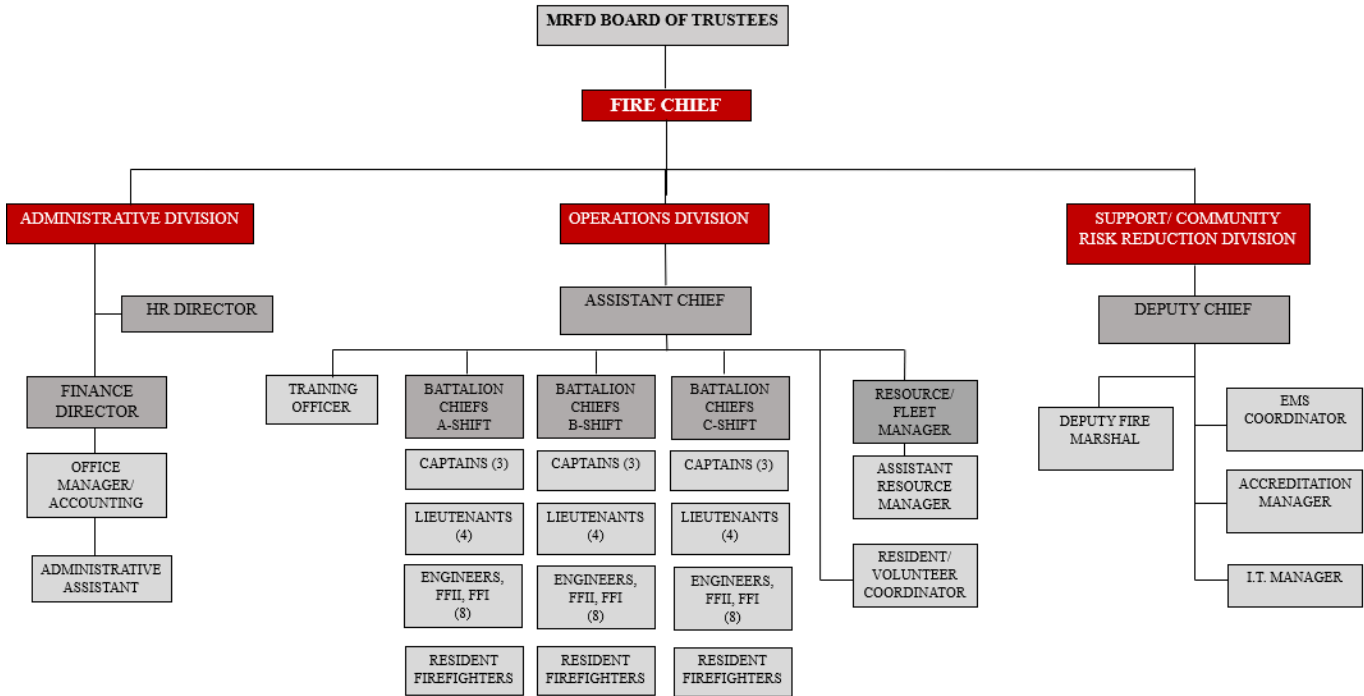 MRFD BOARD OF TRUSTEES
FIRE CHIEF
ADMINISTRATIVE DIVISION
OPERATIONS DIVISION
SUPPORT/ COMMUNITY
RISK REDUCTION DIVISION
HR DIRECTOR
FINANCE
DIRECTOR
OFFICE
MANAGER/
ACCOUNTING
ADMINISTRATIVE
ASSISTANT
ASSISTANT CHIEF
TRAINING
OFFICER
BATTALION
CHIEFS
A-SHIFT
CAPTAINS (3)
LIEUTENANTS
(4)
ENGINEERS,
FFII, FFI
(8)
RESIDENT
FIREFIGHTERS
BATTALION
CHIEFS
B-SHIFT
CAPTAINS (3)
LIEUTENANTS
(4)
ENGINEERS,
FFII, FFI
(8)
RESIDENT
FIREFIGHTERS
BATTALION
CHIEFS
C-SHIFT
CAPTAINS (3)
LIEUTENANTS
(4)
ENGINEERS,
FFII, FFI
(8)
RESIDENT
FIREFIGHTERS
RESOURCE/
FLEET
MANAGER
ASSISTANT
RESOURCE
MANAGER
RESIDENT/
VOLUNTEER
COORDINATOR
DEPUTY CHIEF
DEPUTY FIRE
MARSHAL
EMS
COORDINATOR
ACCREDITATION
MANAGER
I.T. MANAGER